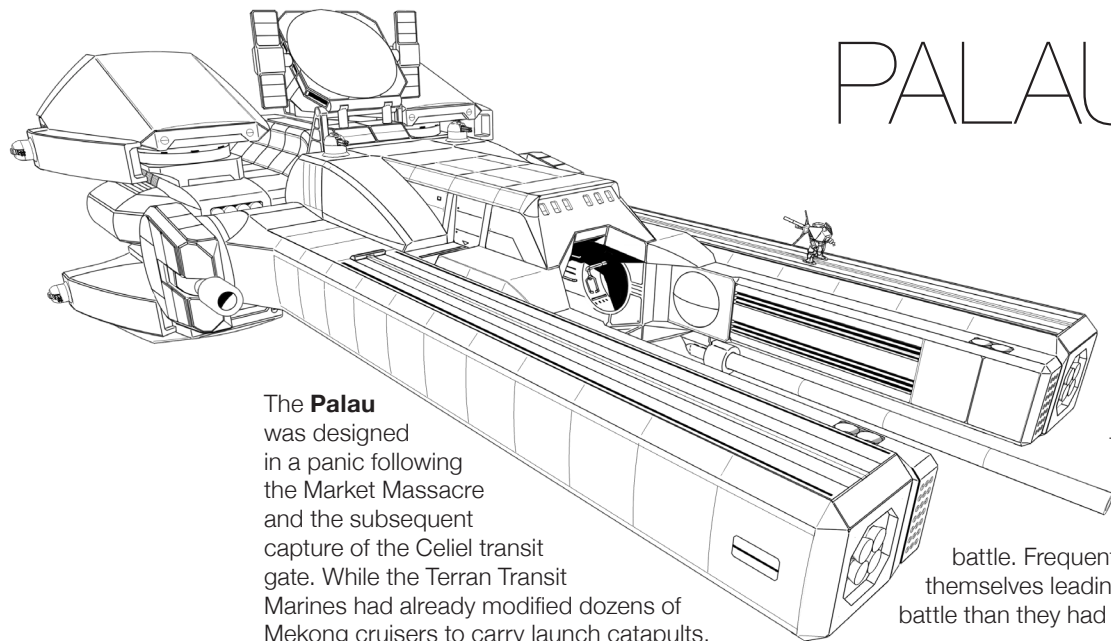 PALAU
The Palau
was designed
in a panic following
the Market Massacre
and the subsequent
capture of the Celiel transit
gate. While the Terran Transit
Marines had already modified dozens of
Mekong cruisers to carry launch catapults,
battle. Frequent
themselves leading
battle than they had